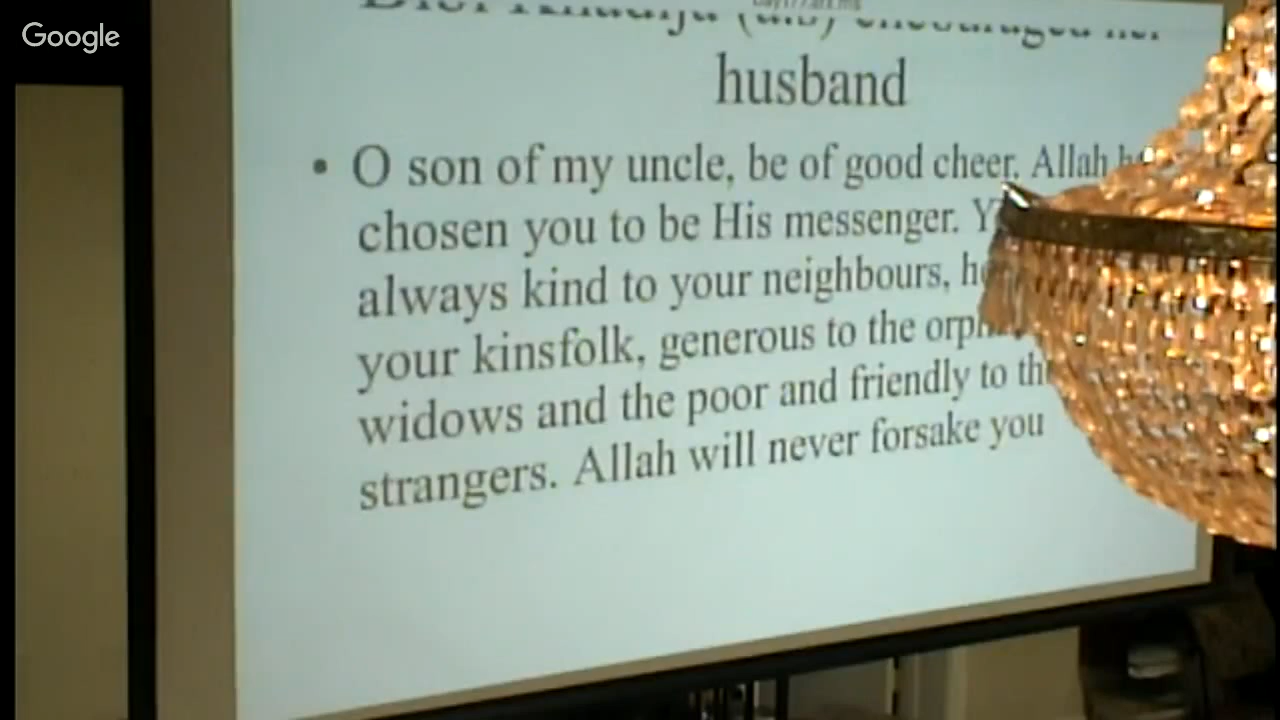 Google
husband
• O son of my uncle, be of good cheer. Allah
chosen you to be His messenger.
always kind to your neighbours,
your kinsfolk, generous to the
widows and the poor and friendly to
strangers. Allah will never forsake you